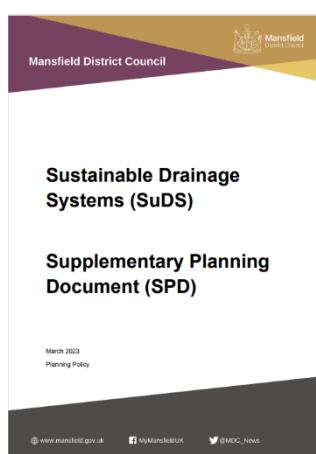 Mansfield
District Council
Mansfield District Council
Sustainable Drainage
Systems (SuDS)
Supplementary Planning
Document (SPD)
March 2023
Planning Policy
www.mansfield.gov.uk MyMansfieldUK @MDC_News